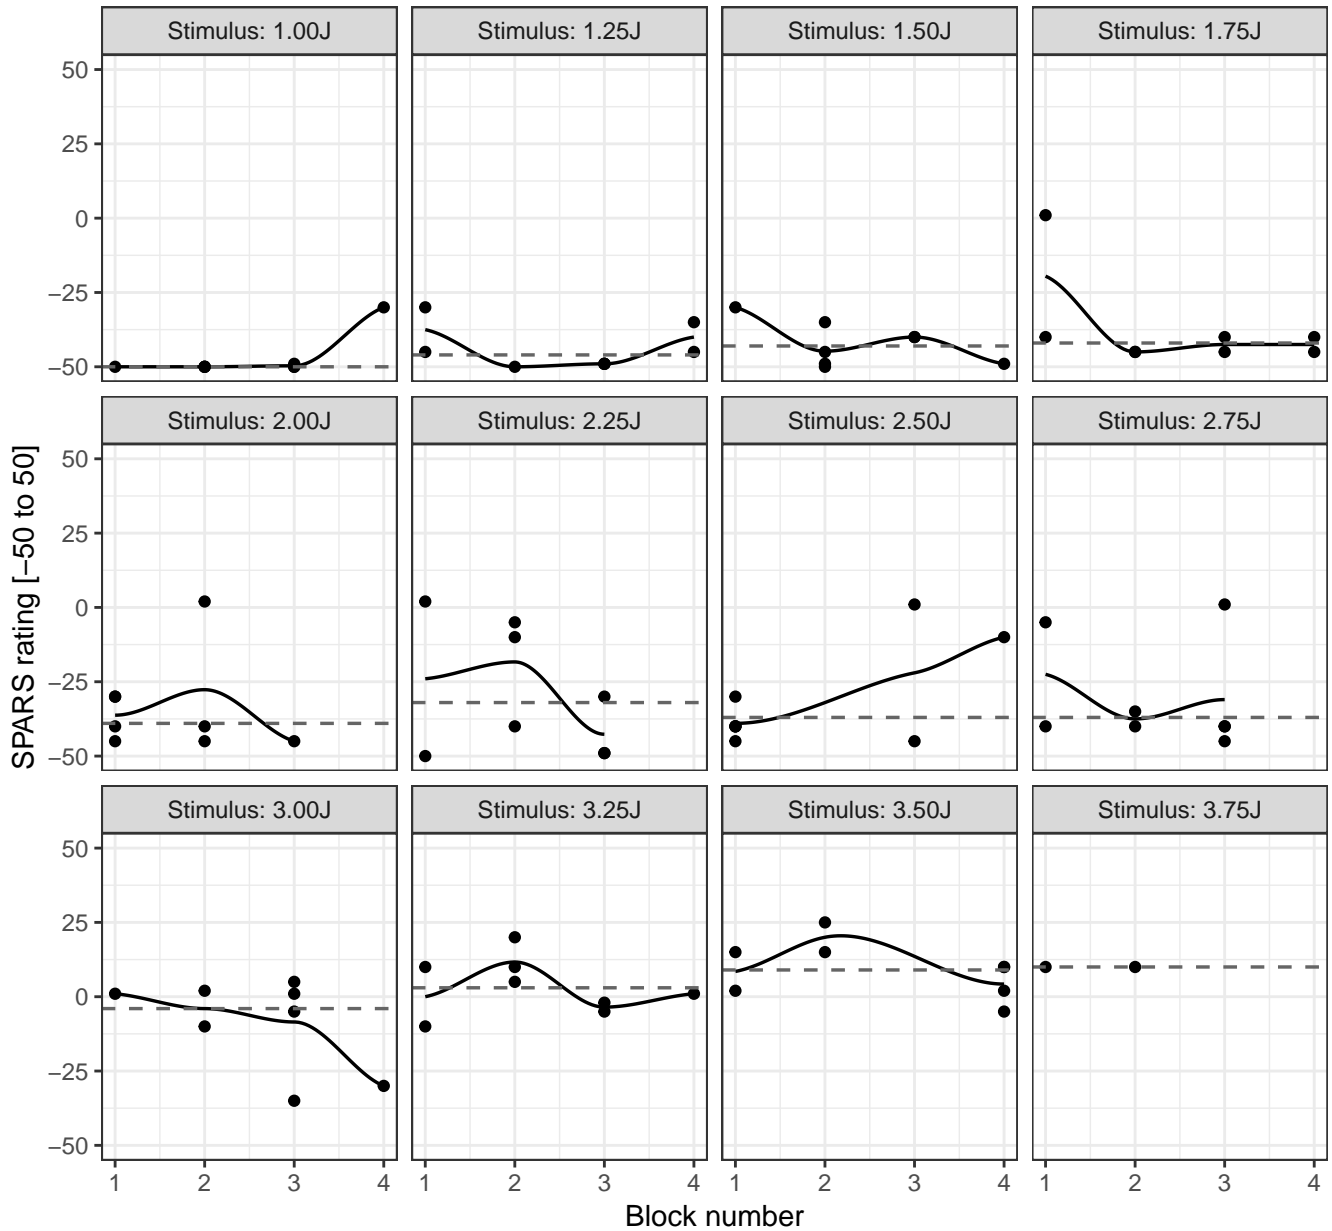 Stimulus: 1.00J
Stimulus: 1.25J
Stimulus: 1.50J
Stimulus: 1.75J
50
25
0
−25
−50
Stimulus: 2.00J
Stimulus: 2.25J
Stimulus: 2.50J
Stimulus: 2.75J
50
25
0
−25
−50
SPARS rating [−50 to 50]
Stimulus: 3.00J
Stimulus: 3.25J
Stimulus: 3.50J
Stimulus: 3.75J
50
25
0
−25
−50
1 2 3 4 1 2 3 4 1 2 3 4 1 2 3 4
Block number